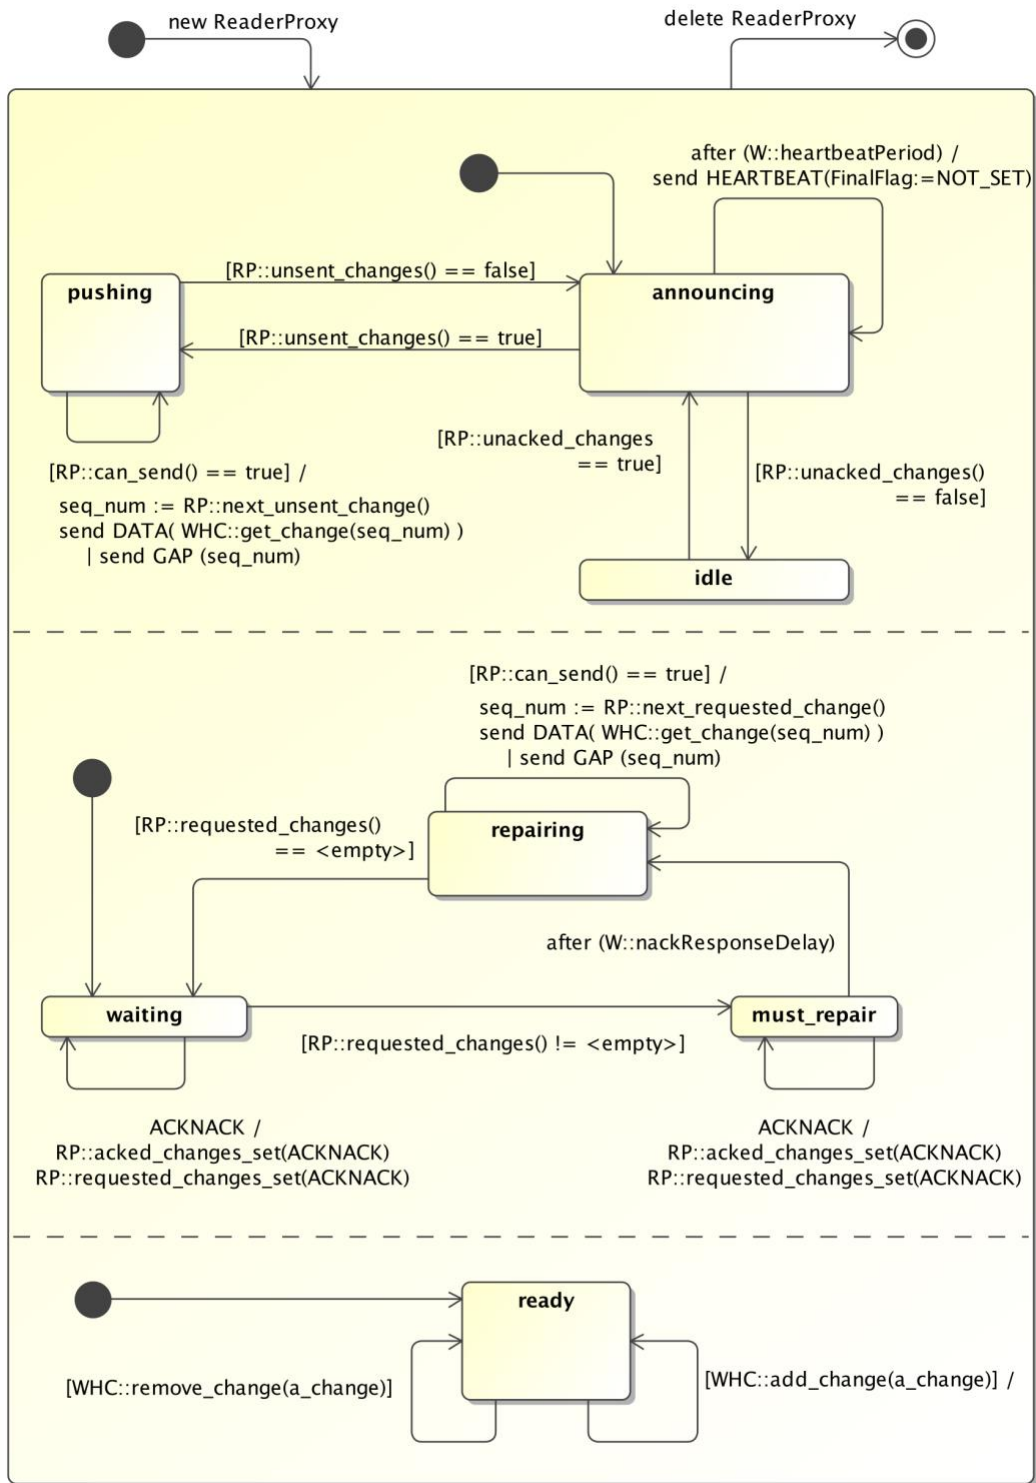 new ReaderProxy
delete ReaderProxy
after (W::heartbeatPeriod) /
send HEARTBEAT(FinalFlag:=NOT_SET)
[RP::unsent_changes() == false]
pushing
announcing
[RP::unsent_changes() == true]
[RP::unacked_changes
== true]
[RP::unacked_changes()
== false]
[RP::can_send() == true] /
seq_num := RP::next_unsent_change()
send DATA( WHC::get_change(seq_num) )
| send GAP (seq_num)
idle
[RP::can_send() == true] /
seq_num := RP::next_requested_change()
send DATA( WHC::get_change(seq_num) )
| send GAP (seq_num)
[RP::requested_changes()
== <empty>]
repairing
after (W::nackResponseDelay)
waiting
must_repair
[RP::requested_changes() != <empty>]
ACKNACK /
RP::acked_changes_set(ACKNACK)
RP::requested_changes_set(ACKNACK)
ACKNACK /
RP::acked_changes_set(ACKNACK)
RP::requested_changes_set(ACKNACK)
ready
[WHC::remove_change(a_change)]
[WHC::add_change(a_change)] /